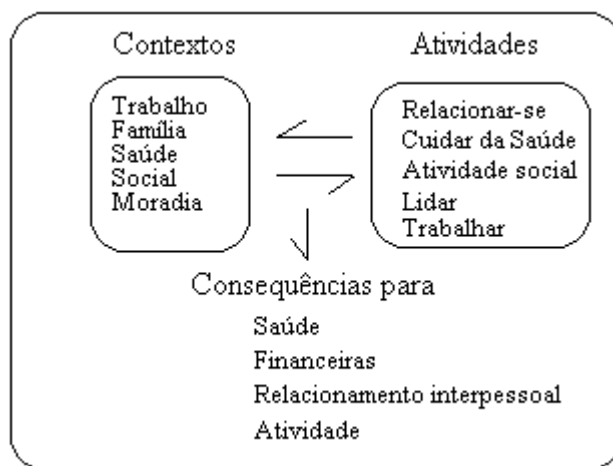 Contextos
Trabalho
Família
Saúde
Social
Moradia
Atividades
Relacionar-se
Cuidar da Saúde
Atividade social
Lidar
Trabalhar
Consequências para
Saúde
Financeiras
Relacionamento interpessoal
Atividade